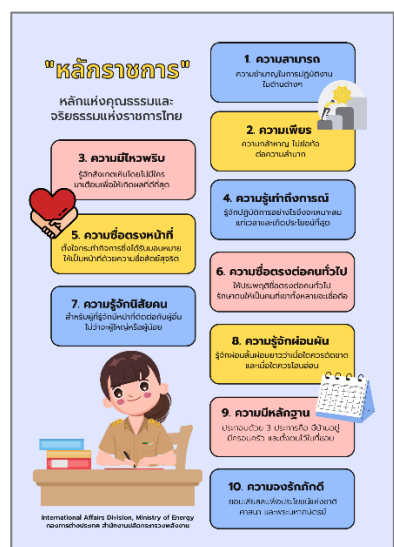 "หลักราชการ"
หลักแห่งคุณธรรมและ
จริยธรรมแห่งราชการไทย
1. ความสามารถ
ความชำนาญในการปฏิบัติงาน
ในด้านต่างๆ
2. ความเพียร
ความกล้าหาญ ไม่ย่อท้อ
ต่อความลำบาก
3. ความมีไหวพริบ
รู้จักสังเกตเห็นโดยไม่มีใคร
มาเตือนเพื่อให้เกิดผลที่ดีที่สุด
4. ความรู้เท่าถึงการณ์
รู้จักปฏิบัติการอย่างไรจึงจะเหมาะสม
แก่เวลาและเกิดประโยชน์ที่สุด
5. ความซื่อตรงหน้าที่
ตั้งใจกระทำกิจการซึ่งได้รับมอบหมาย
ให้เป็นหน้าที่ด้วยความซื่อสัตย์สุจริต
6. ความซื่อตรงต่อคนทั่วไป
ให้ประพฤติซื่อตรงต่อคนทั่วไป
รักษาตนให้เป็นคนที่เขาทั้งหลายจะเชื่อถือ
7. ความรู้จักนิสัยคน
สำหรับผู้ที่รู้จักมีหน้าที่ติดต่อกับผู้อื่น
ไม่ว่าจะผู้ใหญ่หรือผู้น้อย
8. ความรู้จักผ่อนผัน
รู้จักผ่อนสั้นผ่อนยาวว่าเมื่อใดควรตัดขาด
และเมื่อใดควรโอนอ่อน
9. ความมีหลักฐาน
ประกอบด้วย 3 ประการคือ มีบ้านอยู่
มีครอบครัว และตั้งตนไว้ในที่ชอบ
10. ความจงรักภักดี
ยอมเสียสละเพื่อประโยชน์แห่งชาติ
ศาสนา และพระมหากษัตริย์
International Affairs Division, Ministry of Energy
กองการต่างประเทศ สำนักงานปลัดกระทรวงพลังงาน